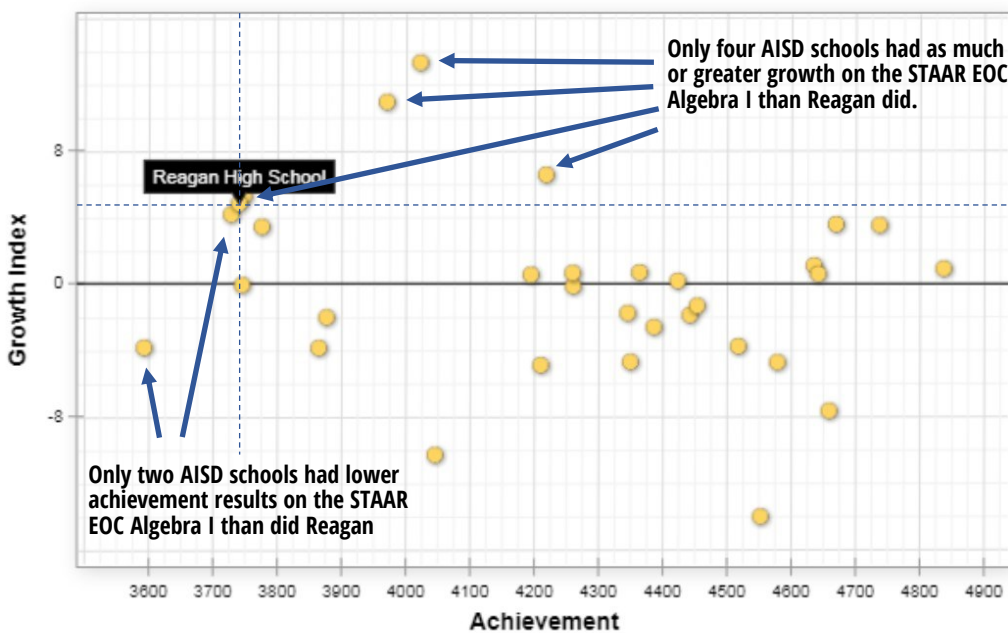 Only four AISD schools had as much
or greater growth on the STAAR EOC
Algebra I than Reagan did.
8
Reagan High School
0
-8
Growth Index
Only two AISD schools had lower
achievement results on the STAAR
EOC Algebra I than did Reagan
3600 3700 3800 3900 4000 4100 4200 4300 4400 4500 4600 4700 4800 4900
Achievement